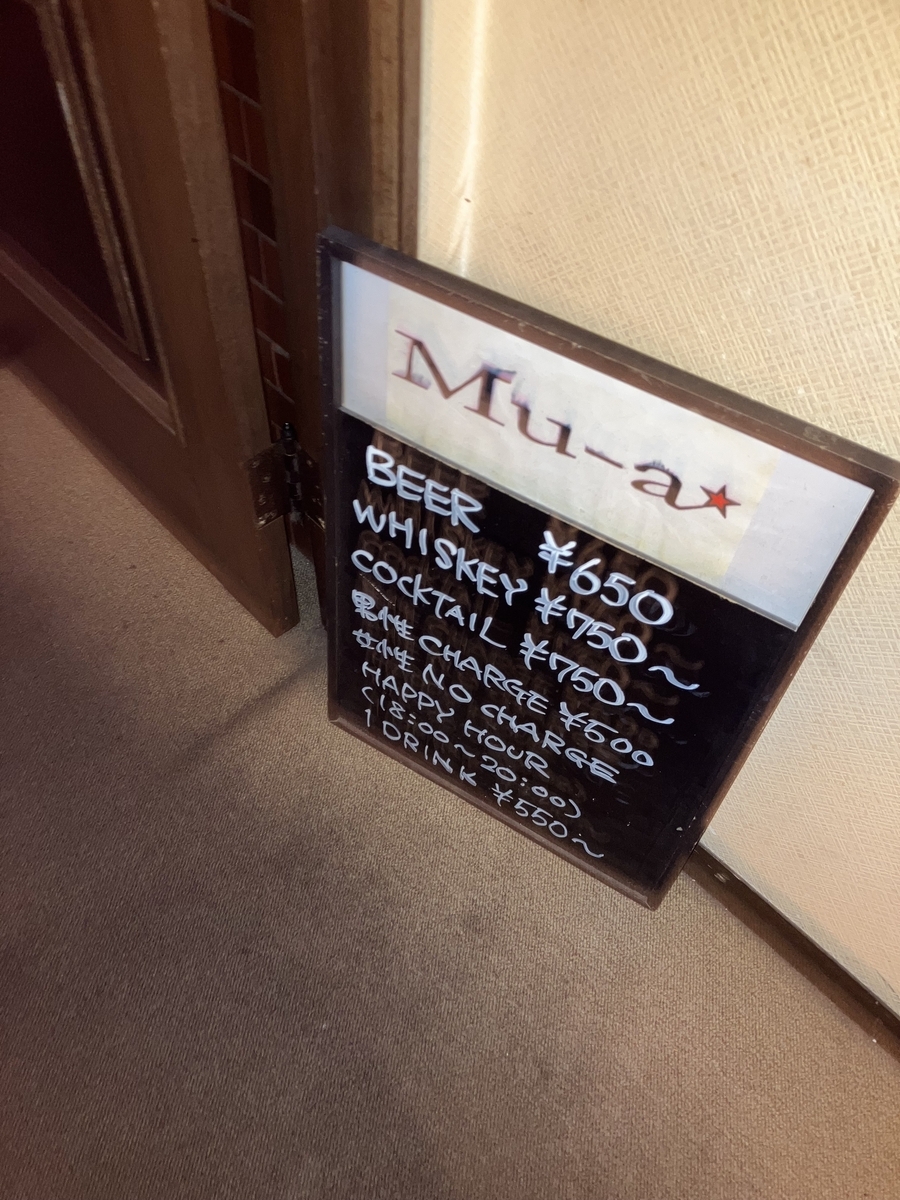 Mu-a★
BEER ¥650
WHISKEY ¥750〜
COCKTAIL ¥750〜
男性 CHARGE ¥500
女性 NO CHARGE
HAPPY HOUR
(18:00〜20:00)
1 DRINK ¥550〜